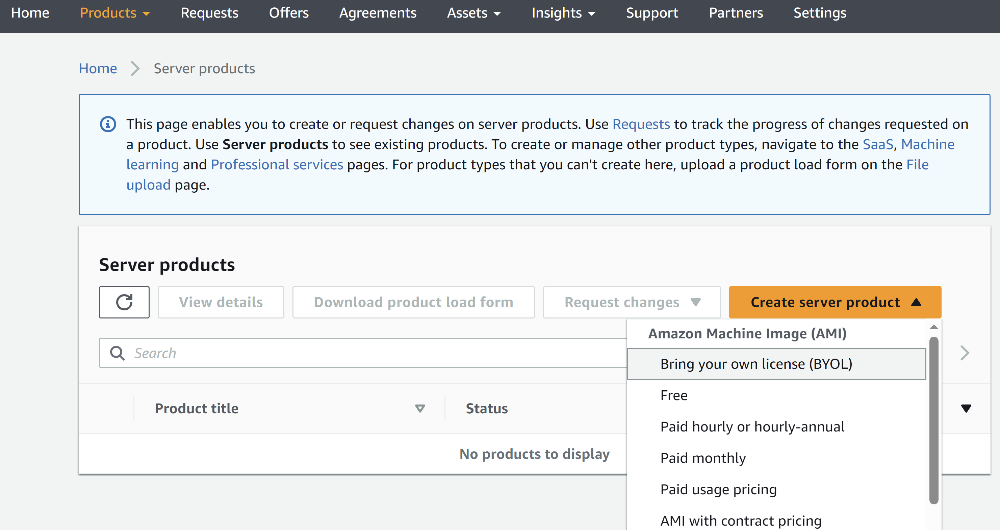 Home Products Requests Offers Agreements Assets Insights Support Partners Settings
Home Server products
This page enables you to create or request changes on server products. Use Requests to track the progress of changes requested on
a product. Use Server products to see existing products. To create or manage other product types, navigate to the SaaS, Machine
learning and Professional services pages. For product types that you can't create here, upload a product load form on the File
upload page.
Server products
View details Download product load form Request changes Create server product
Search
Amazon Machine Image (AMI)
Bring your own license (BYOL)
Free
Paid hourly or hourly-annual
Paid monthly
Paid usage pricing
AMI with contract pricing
Product title Status
No products to display